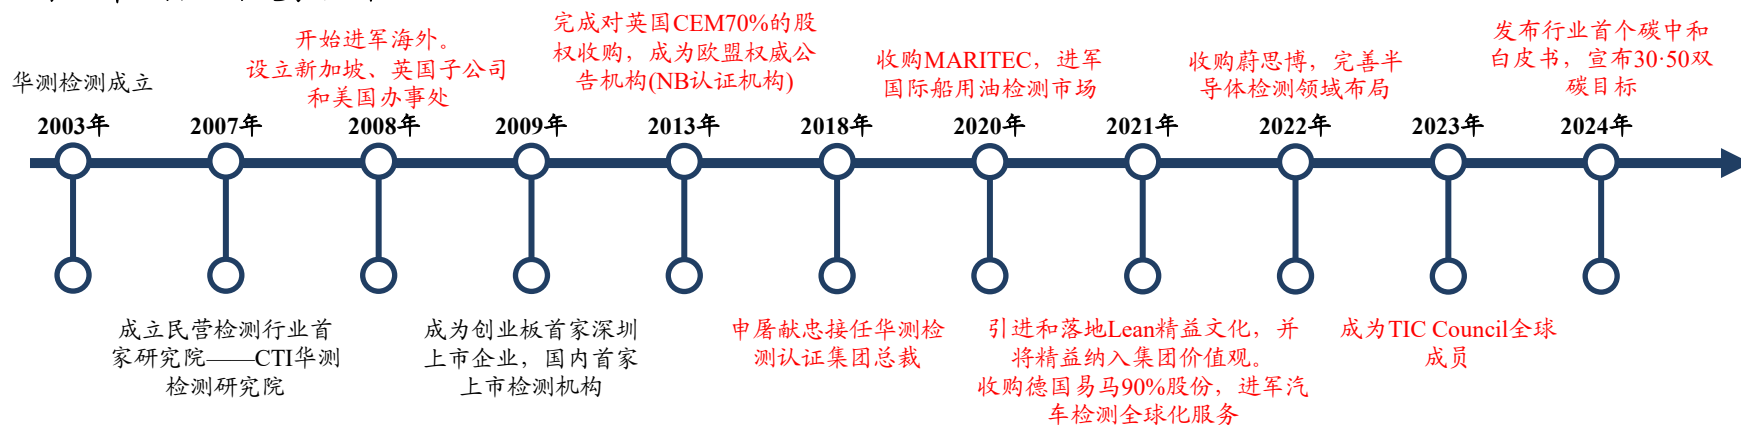 华测检测成立
开始进军海外。
设立新加坡、英国子公司
和美国办事处
完成对英国CEM70%的股
权收购，成为欧盟权威公
告机构(NB认证机构)
收购MARITEC，进军
国际船用油检测市场
收购蔚思博，完善半
导体检测领域布局
发布行业首个碳中和
白皮书，宣布30·50双
碳目标
2003年
2007年
2008年
2009年
2013年
2018年
2020年
2021年
2022年
2023年
2024年
成立民营检测行业首
家研究院——CTI华测
检测研究院
成为创业板首家深圳
上市企业，国内首家
上市检测机构
申屠献忠接任华测检
测认证集团总裁
引进和落地Lean精益文化，并
将精益纳入集团价值观。
收购德国易马90%股份，进军汽
车检测全球化服务
成为TIC Council全球
成员